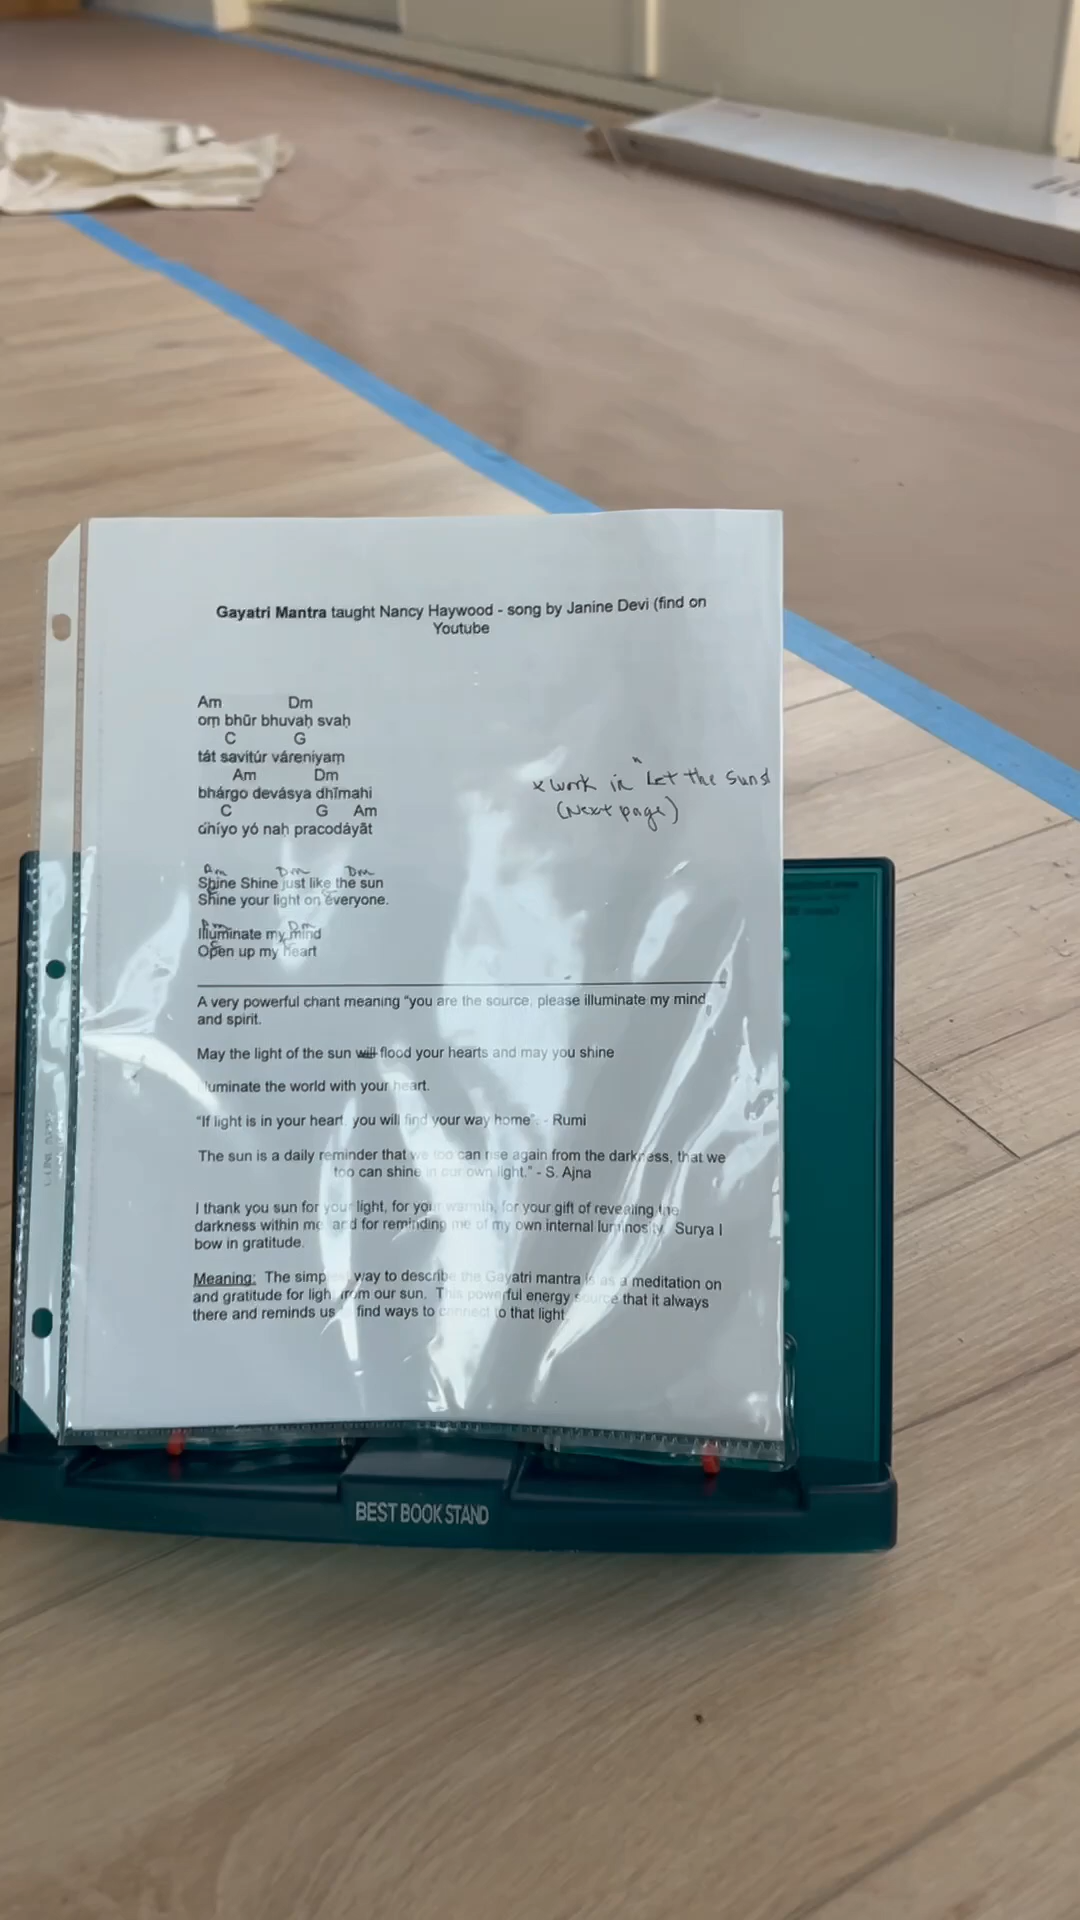 Gayatri Mantra taught Nancy Haywood - song by Janine Devi (find on
Youtube
Am Dm
oṃ bhūr bhuvaḥ svaḥ
C G
tát savitúr váreniyaṃ
Am Dm
bhárgo devásya dhīmahi
C G Am
dhíyo yó naḥ pracodáyāt
x work in "Let the Suns
(Next page)
Am Dm Dm
Shine Shine just like the sun
Shine your light on everyone.
Am Dm
Illuminate my mind
Open up my heart
A very powerful chant meaning "you are the source, please illuminate my mind
and spirit.
May the light of the sun will flood your hearts and may you shine
luminate the world with your heart.
"If light is in your heart, you will find your way home". - Rumi
The sun is a daily reminder that we too can rise again from the darkness, that we
too can shine in our own light." - S. Ajna
I thank you sun for your light, for your warmth, for your gift of revealing the
darkness within me and for reminding me of my own internal luminosity. Surya I
bow in gratitude.
Meaning: The simp way to describe the Gayatri mantra is as a meditation on
and gratitude for ligh from our sun. This powerful energy source that it always
there and reminds us find ways to connect to that light.
BEST BOOK STAND